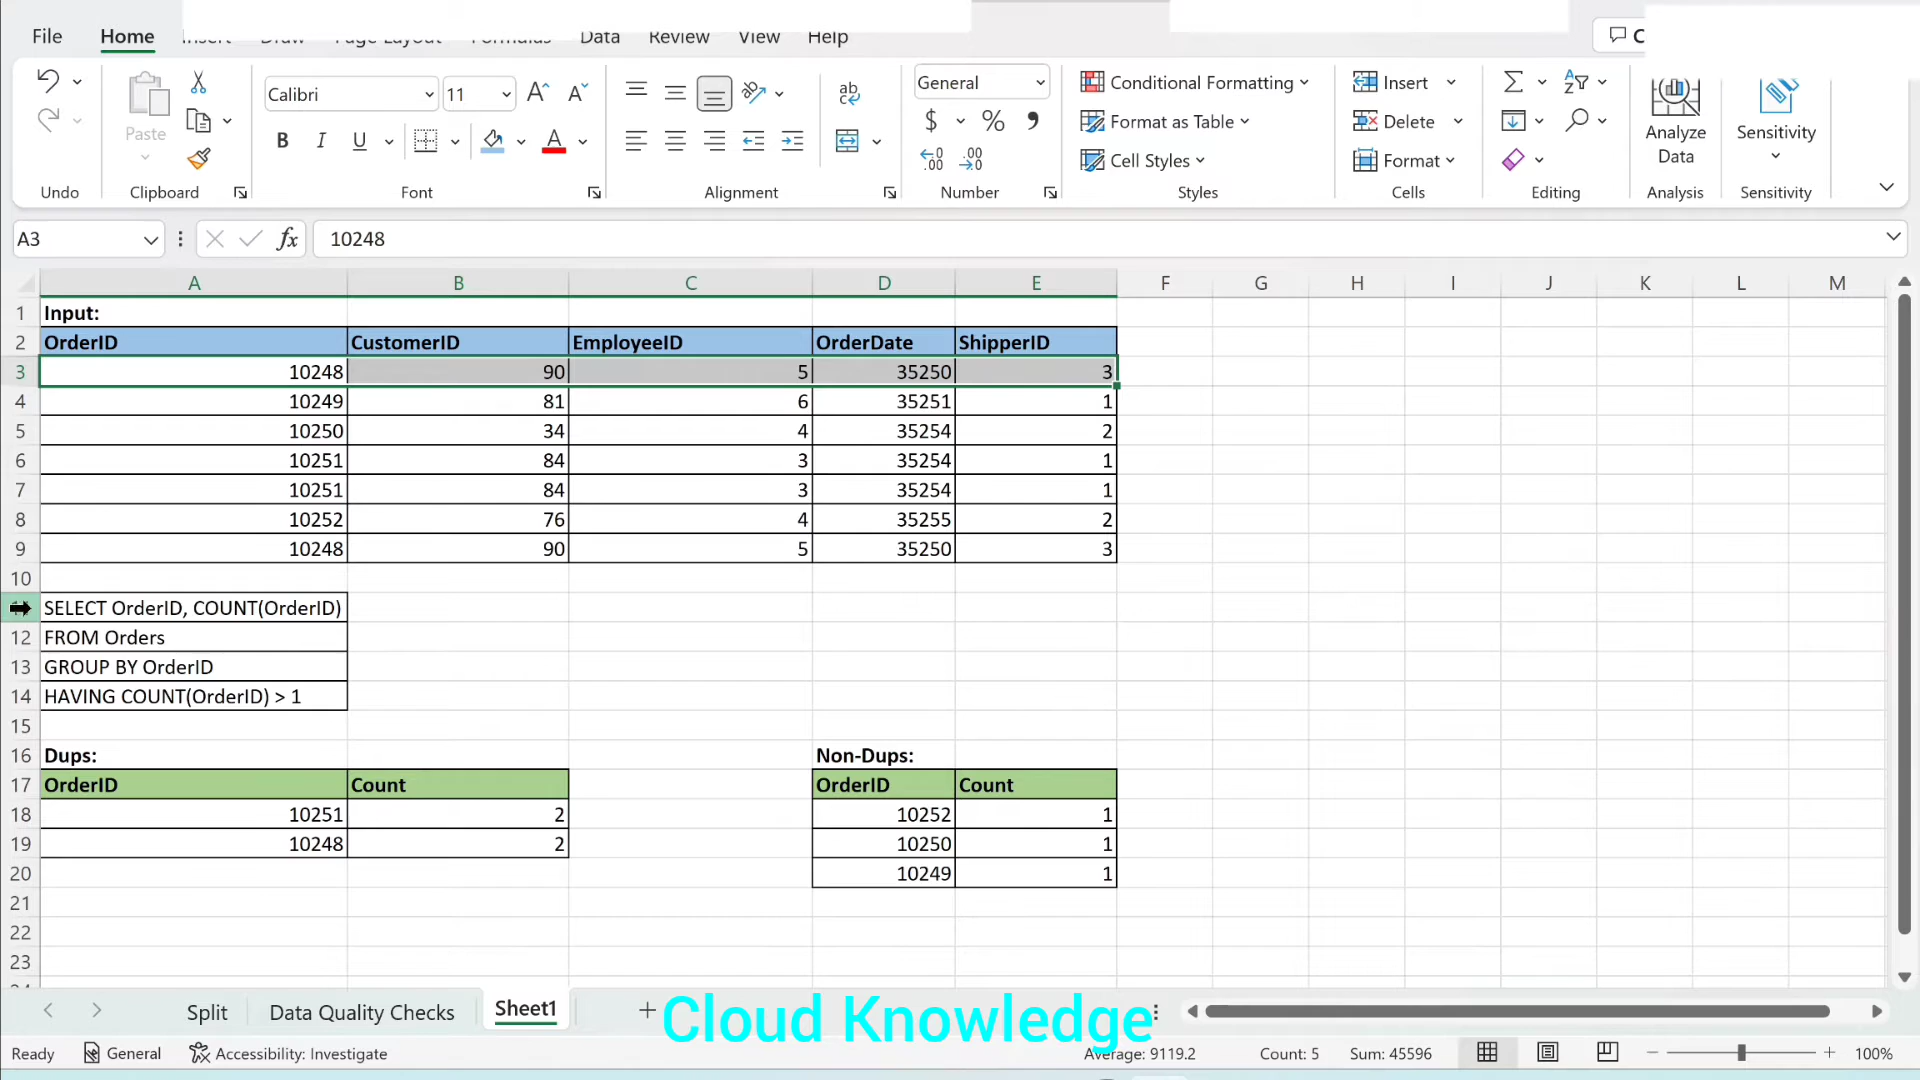 File Home Insert Draw Page Layout Formulas Data Review View Help
Calibri 11 General Conditional Formatting Insert
Paste B I U A $ % Format as Table Delete Analyze Data Sensitivity
Cell Styles Format
Undo Clipboard Font Alignment Number Styles Cells Editing Analysis Sensitivity
A3 fx 10248
A B C D E F G H I J K L M
1 Input:
2 OrderID CustomerID EmployeeID OrderDate ShipperID
3 10248 90 5 35250 3
4 10249 81 6 35251 1
5 10250 34 4 35254 2
6 10251 84 3 35254 1
7 10251 84 3 35254 1
8 10252 76 4 35255 2
9 10248 90 5 35250 3
10
SELECT OrderID, COUNT(OrderID)
12 FROM Orders
13 GROUP BY OrderID
14 HAVING COUNT(OrderID) > 1
15
16 Dups: Non-Dups:
17 OrderID Count OrderID Count
18 10251 2 10252 1
19 10248 2 10250 1
20 10249 1
21
22
23
Split Data Quality Checks Sheet1
Cloud Knowledge
Ready General Accessibility: Investigate Average: 9119.2 Count: 5 Sum: 45596 100%